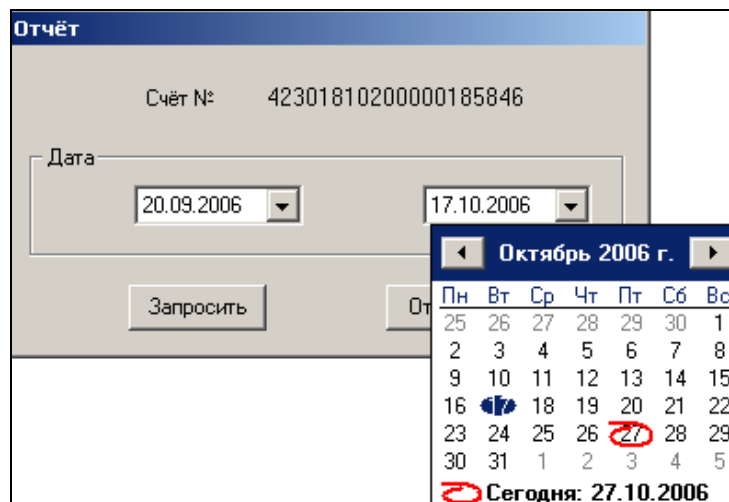 Отчёт
Счёт № 42301810200000185846
Дата
20.09.2006 17.10.2006
Запросить От
Октябрь 2006 г.
Пн Вт Ср Чт Пт Сб Вс
25 26 27 28 29 30 1
2 3 4 5 6 7 8
9 10 11 12 13 14 15
16 17 18 19 20 21 22
23 24 25 26 27 28 29
30 31 1 2 3 4 5
Сегодня: 27.10.2006